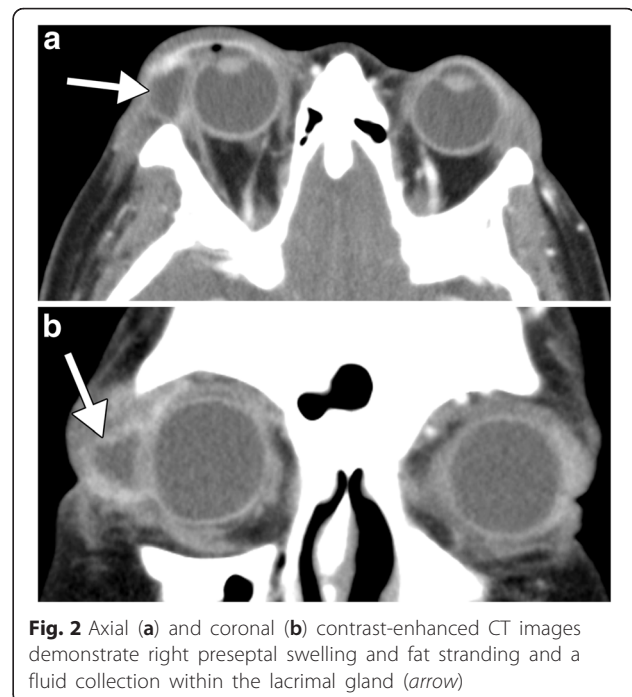 a
b
Fig. 2 Axial (a) and coronal (b) contrast-enhanced CT images
demonstrate right preseptal swelling and fat stranding and a
fluid collection within the lacrimal gland (arrow)